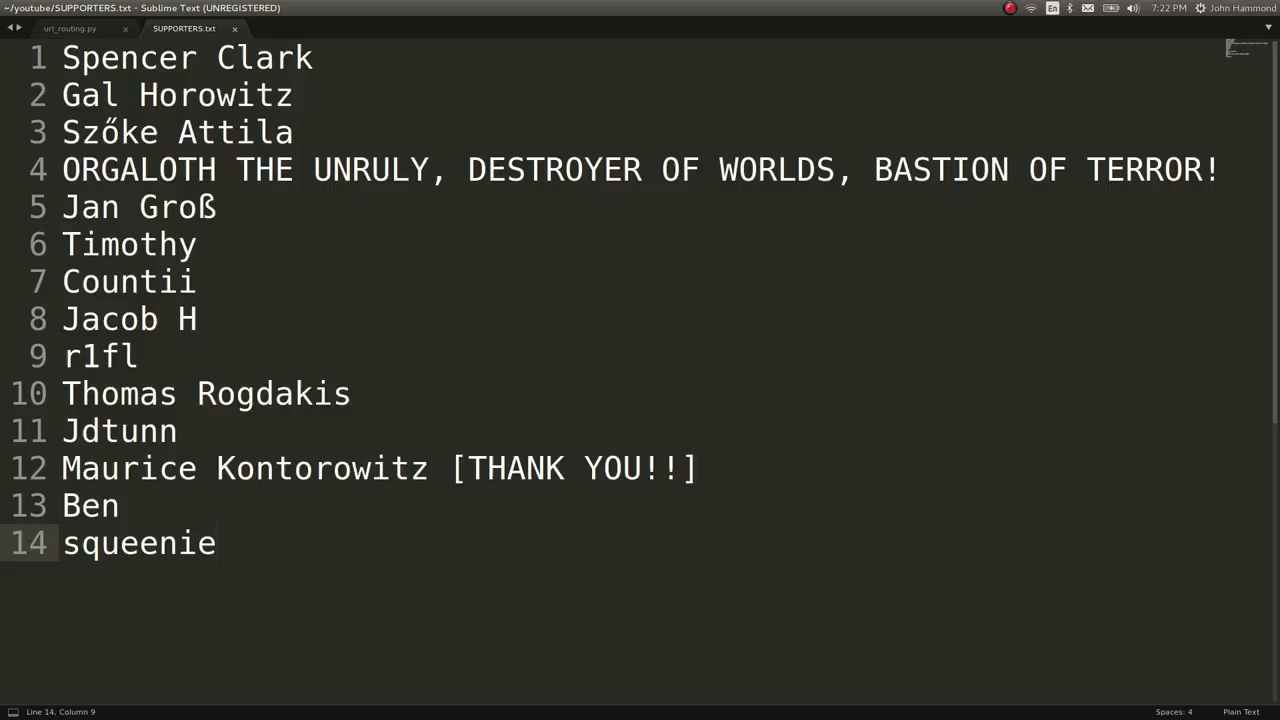 ~/youtube/SUPPORTERS.txt - Sublime Text (UNREGISTERED)
En
7:22 PM
John Hammond
url_routing.py ×
SUPPORTERS.txt ×
1 Spencer Clark
2 Gal Horowitz
3 Szőke Attila
4 ORGALOTH THE UNRULY, DESTROYER OF WORLDS, BASTION OF TERROR!
5 Jan Groß
6 Timothy
7 Countii
8 Jacob H
9 r1fl
10 Thomas Rogdakis
11 Jdtunn
12 Maurice Kontorowitz [THANK YOU!!]
13 Ben
14 squeenie
Line 14, Column 9
Spaces: 4
Plain Text